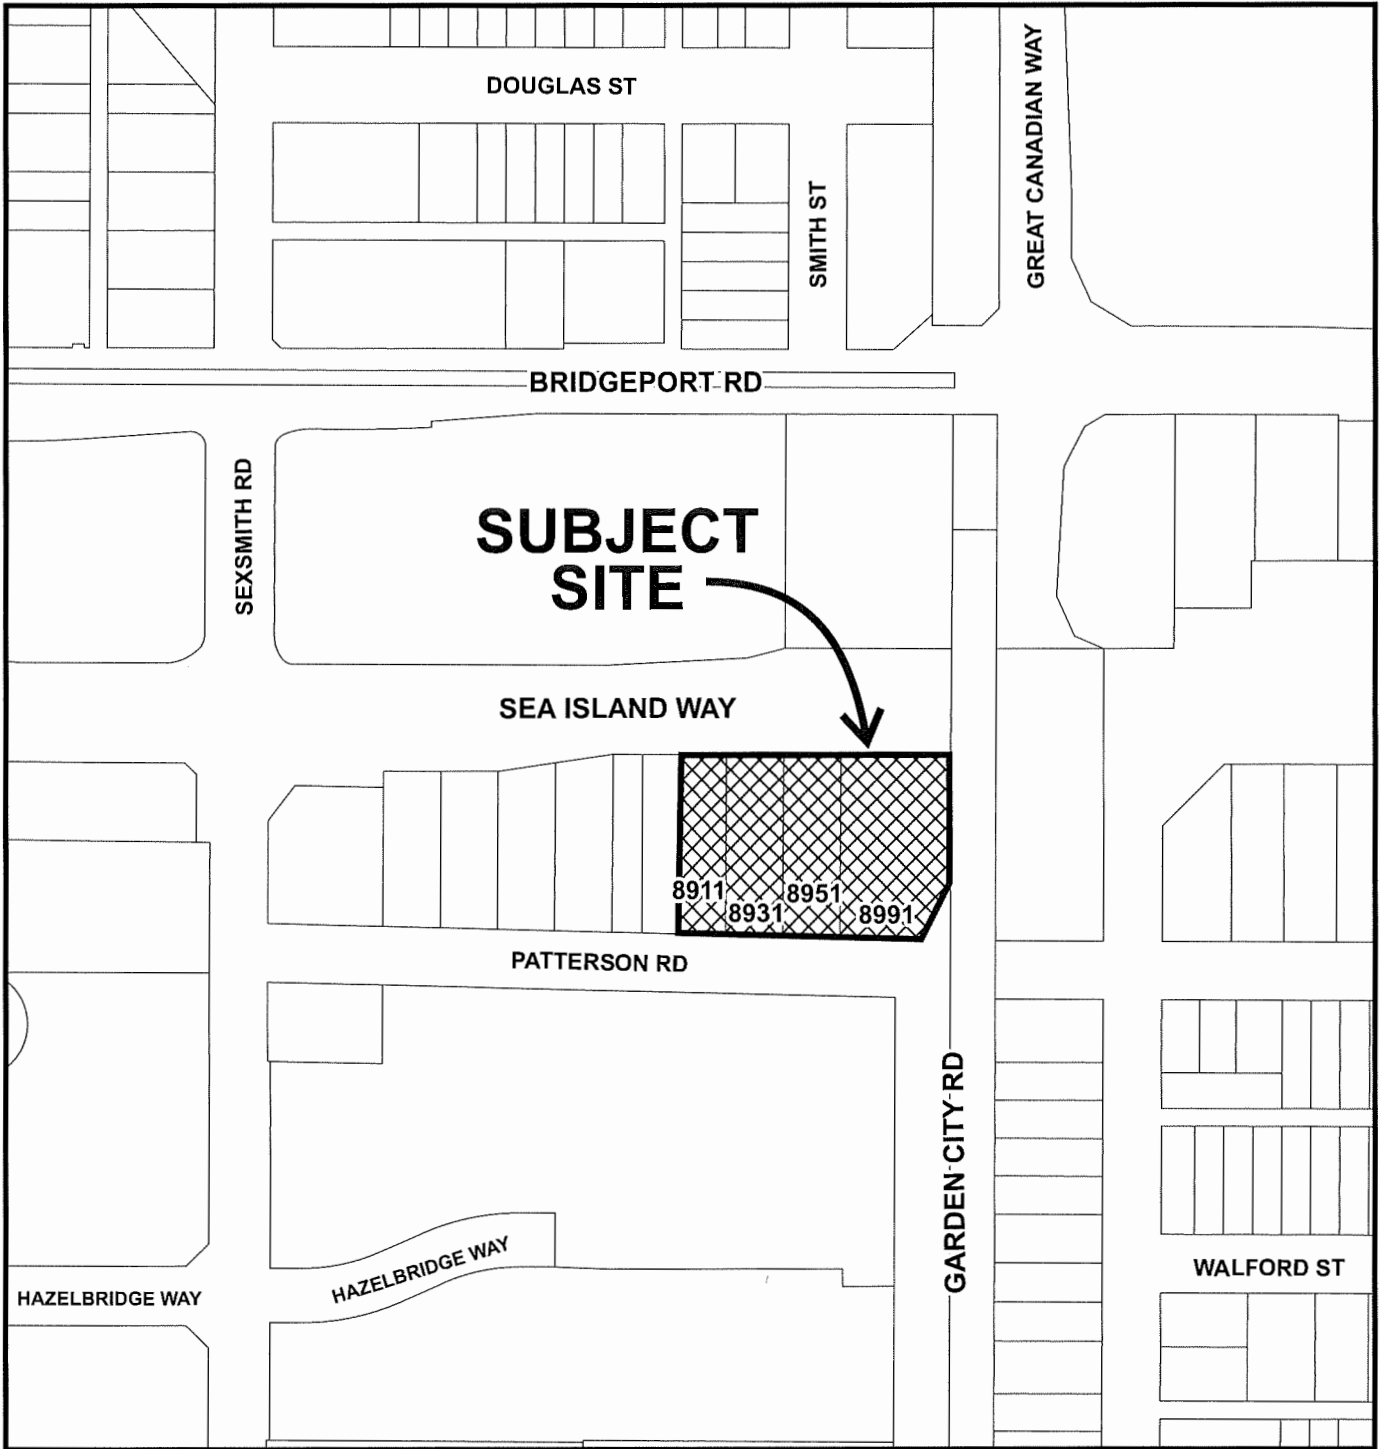 DOUGLAS ST
GREAT CANADIAN WAY
SMITH ST
BRIDGEPORT RD
SEXSMITH RD
SUBJECT
SITE
SEA ISLAND WAY
8911
8931
8951
8991
PATTERSON RD
GARDEN CITY RD
HAZELBRIDGE WAY
HAZELBRIDGE WAY
WALFORD ST